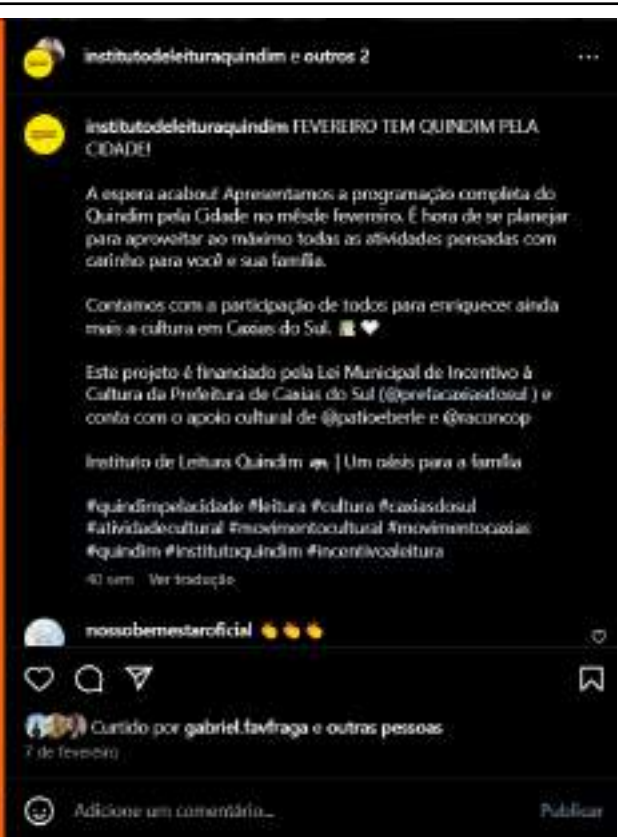 institutodeleituraquindim e outros 2
institutodeleituraquindim FEVEREIRO TEM QUINDIM PELA
CIDADE!
A espera acabou! Apresentamos a programação completa do
Quindim pela Cidade no mêsde fevereiro. É hora de se planejar
para aproveitar ao máximo todas as atividades pensadas com
carinho para você e sua família.
Contamos com a participação de todos para enriquecer ainda
mais a cultura em Caxias do Sul.
Este projeto é financiado pela Lei Municipal de Incentivo à
Cultura da Prefeitura de Caxias do Sul (@prefacaxiasdosul ) e
conta com o apoio cultural de @patioeberle e @raconcop
Instituto de Leitura Quindim | Um oásis para a família
#quindimpelacidade #leitura #cultura #caxiasdosul
#atividadecultural #movimentocultural #movimentocaxias
#quindim #institutoquindim #incentivoaleitura
40 sem Ver tradução
nossobemestaroficial
Curtido por gabriel.favfraga e outras pessoas
7 de fevereiro
Adicione um comentário...
Publicar